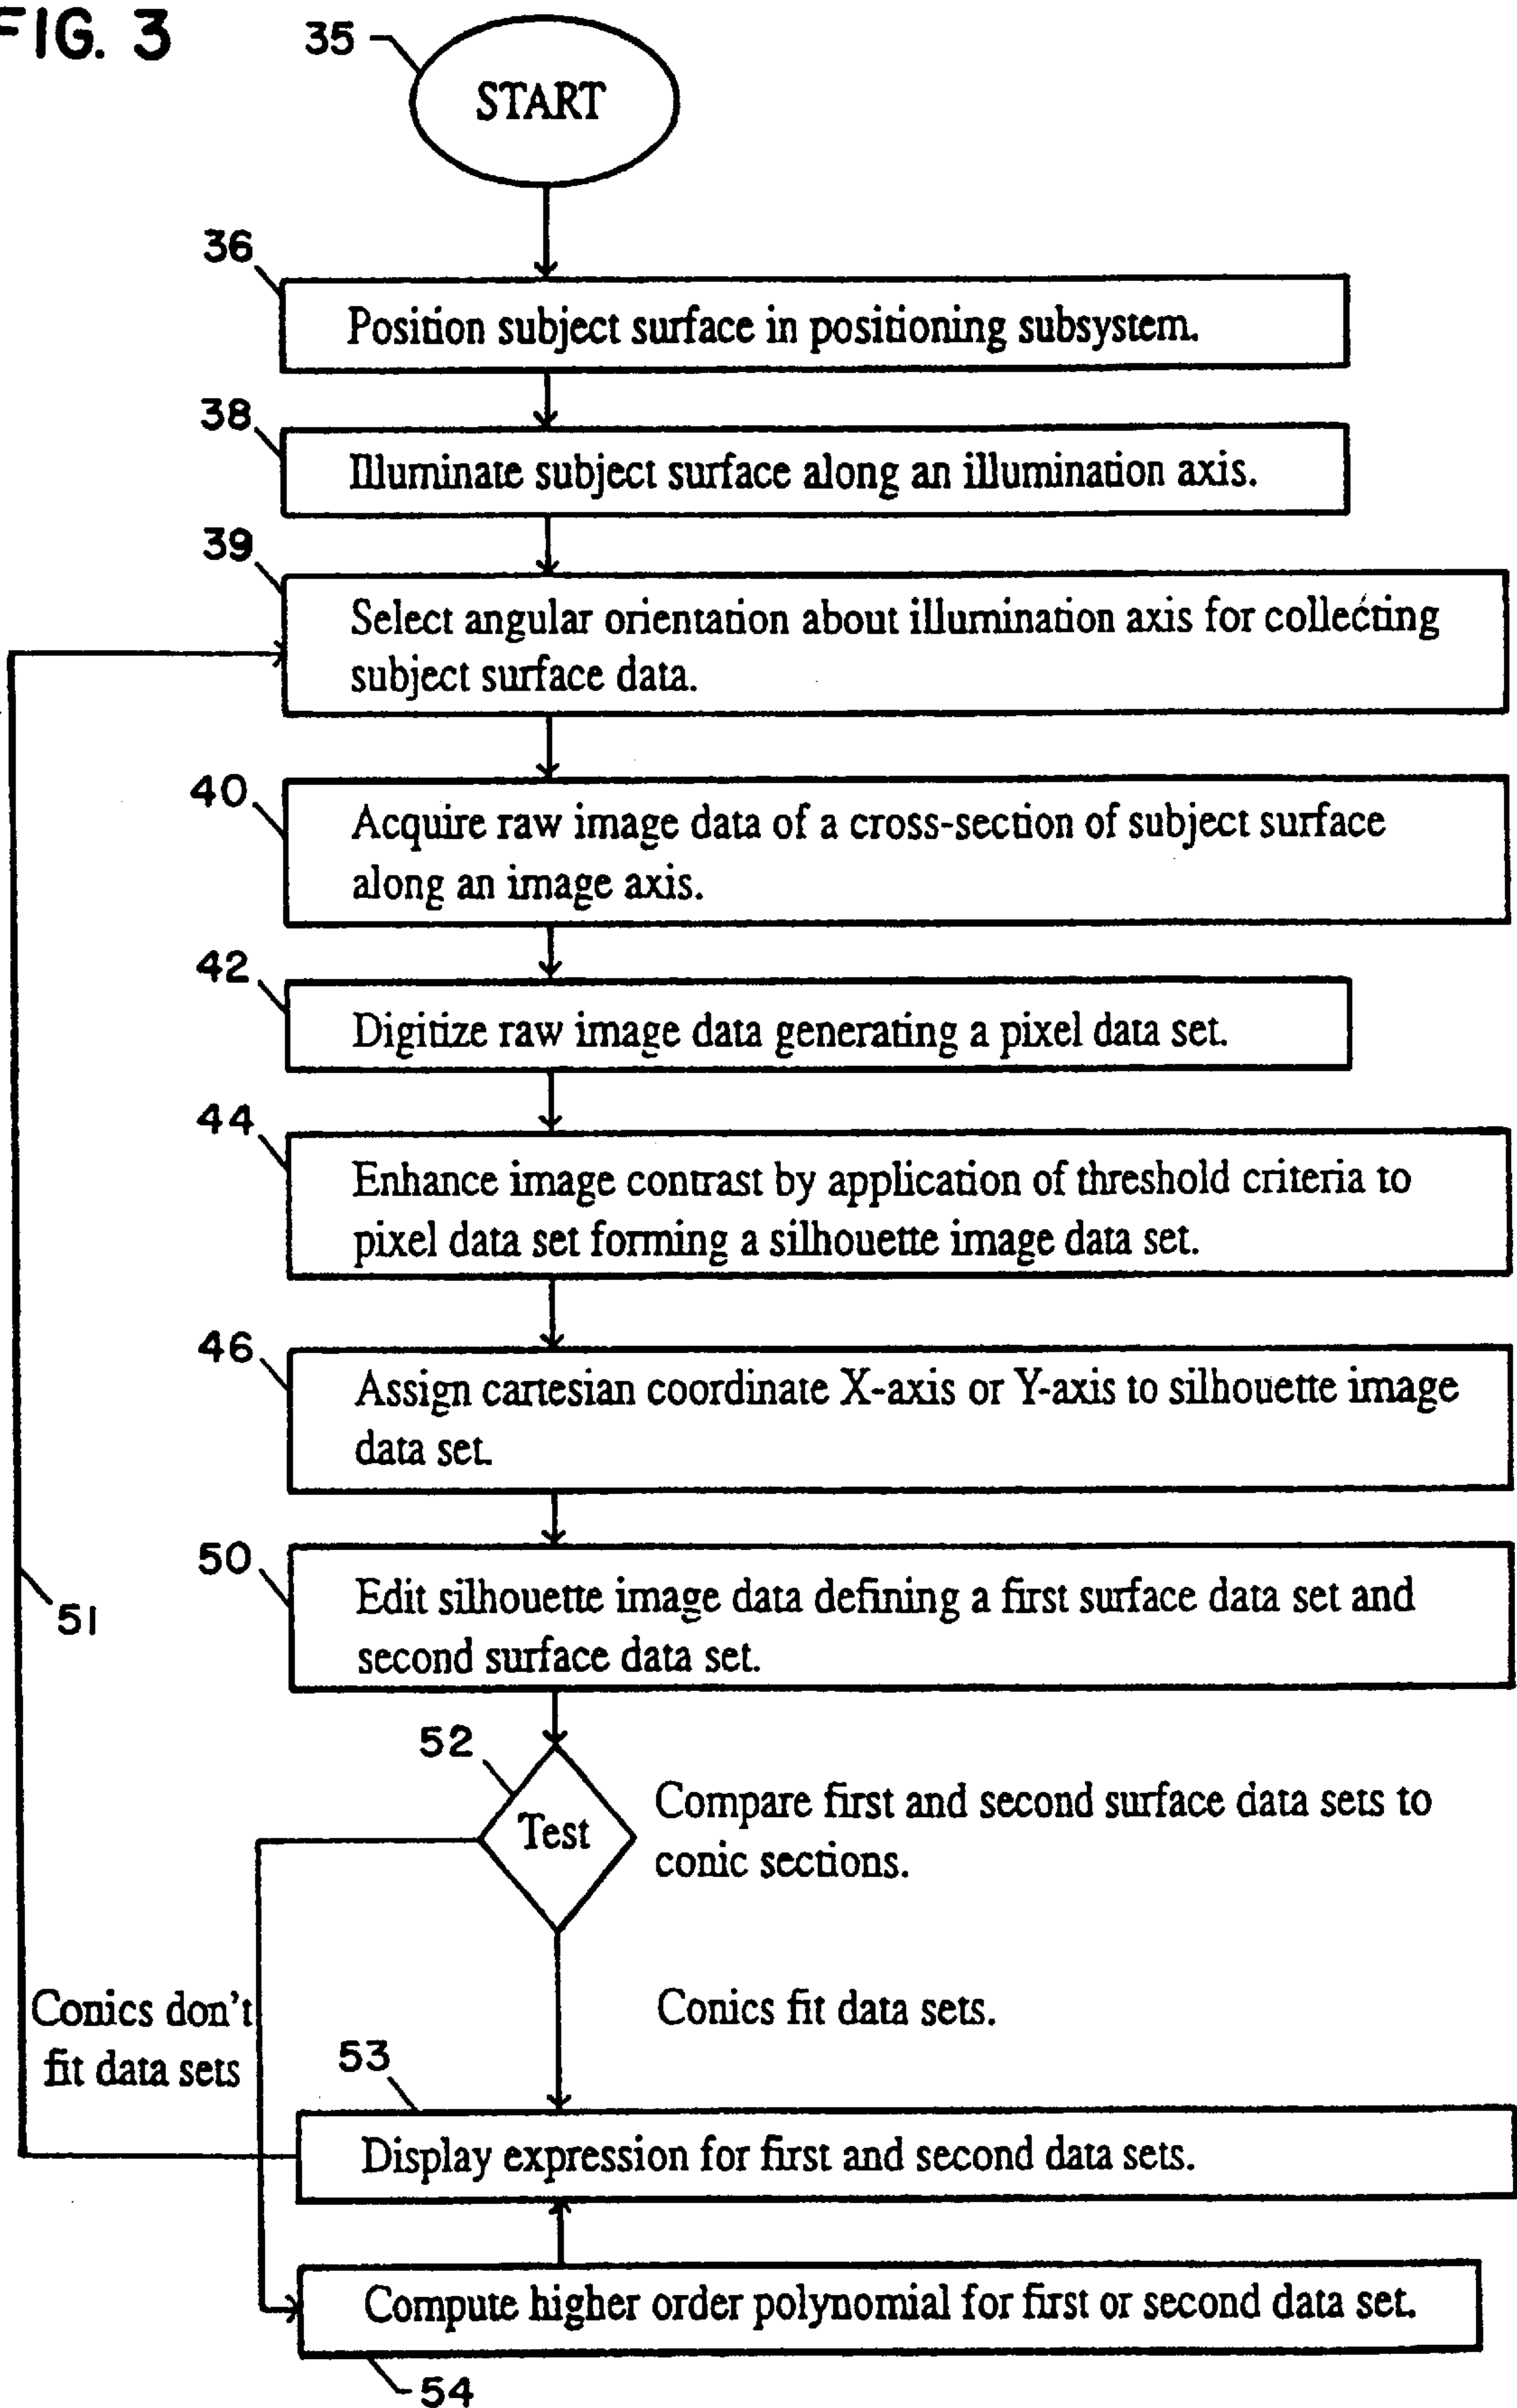 FIG. 3
35
START
36
Position subject surface in positioning subsystem.
38
Illuminate subject surface along an illumination axis.
39
Select angular orientation about illumination axis for collecting
subject surface data.
40
Acquire raw image data of a cross-section of subject surface
along an image axis.
42
Digitize raw image data generating a pixel data set.
44
Enhance image contrast by application of threshold criteria to
pixel data set forming a silhouette image data set.
46
Assign cartesian coordinate X-axis or Y-axis to silhouette image
data set.
50
Edit silhouette image data defining a first surface data set and
second surface data set.
51
52
Test
Compare first and second surface data sets to
conic sections.
Conics don't
fit data sets
Conics fit data sets.
53
Display expression for first and second data sets.
Compute higher order polynomial for first or second data set.
54